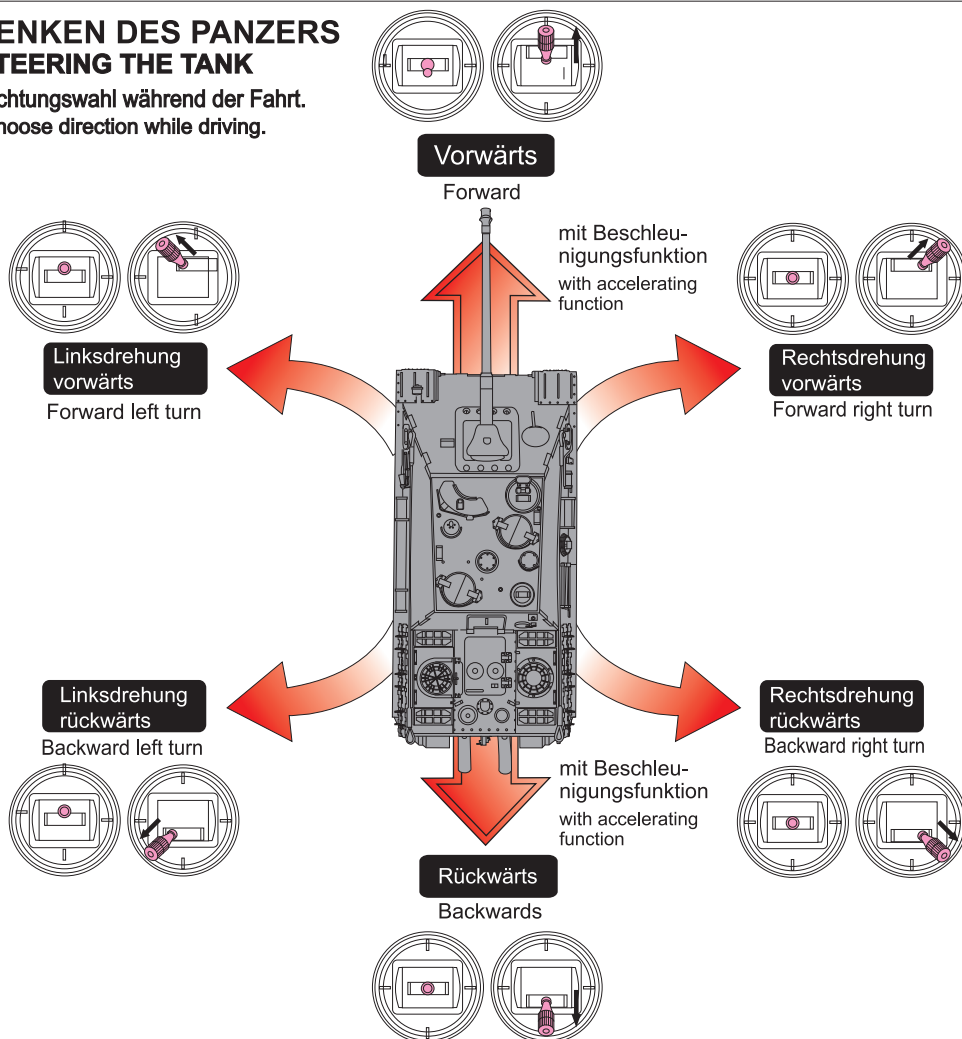 ENKEN DES PANZERS
TEERING THE TANK
chtungswahl während der Fahrt.
hoose direction while driving.
Vorwärts
Forward
mit Beschleu-
nigungsfunktion
with accelerating
function
Linksdrehung
vorwärts
Forward left turn
Rechtsdrehung
vorwärts
Forward right turn
Linksdrehung
rückwärts
Backward left turn
Rechtsdrehung
rückwärts
Backward right turn
mit Beschleu-
nigungsfunktion
with accelerating
function
Rückwärts
Backwards